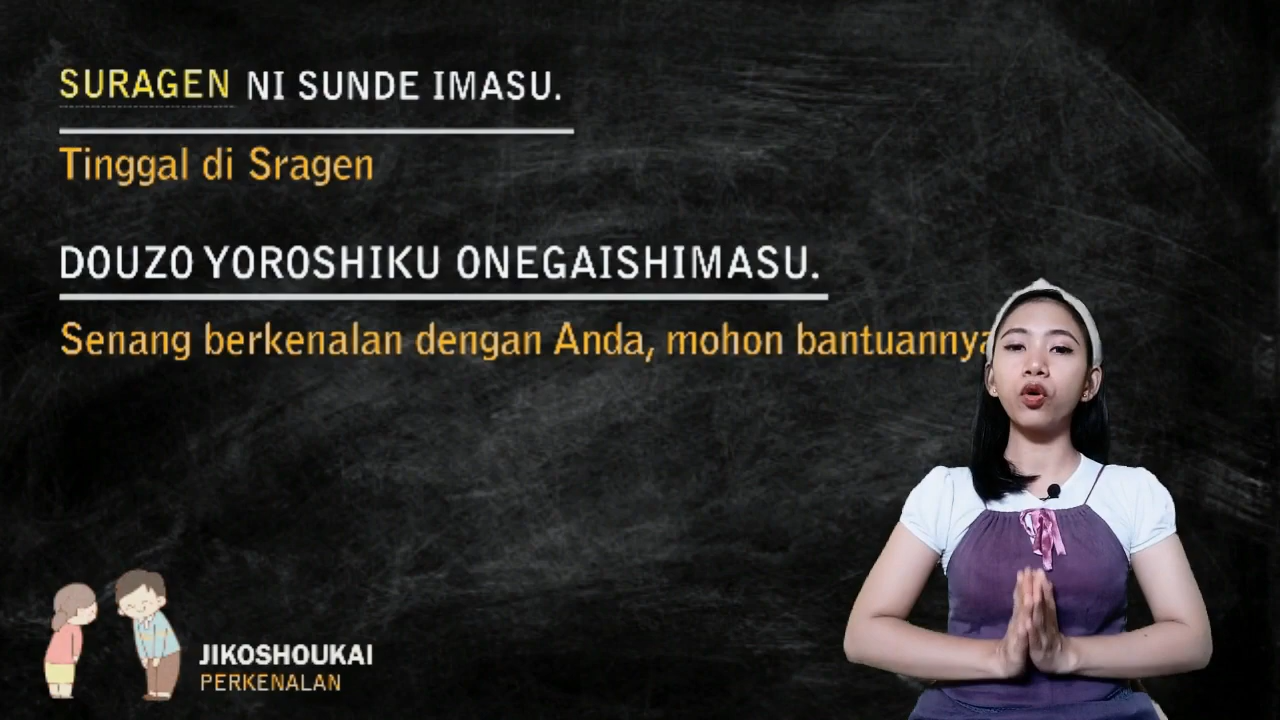 SURAGEN NI SUNDE IMASU.
Tinggal di Sragen
DOUZO YOROSHIKU ONEGAISHIMASU.
Senang berkenalan dengan Anda, mohon bantuannya
JIKOSHOUKAI
PERKENALAN